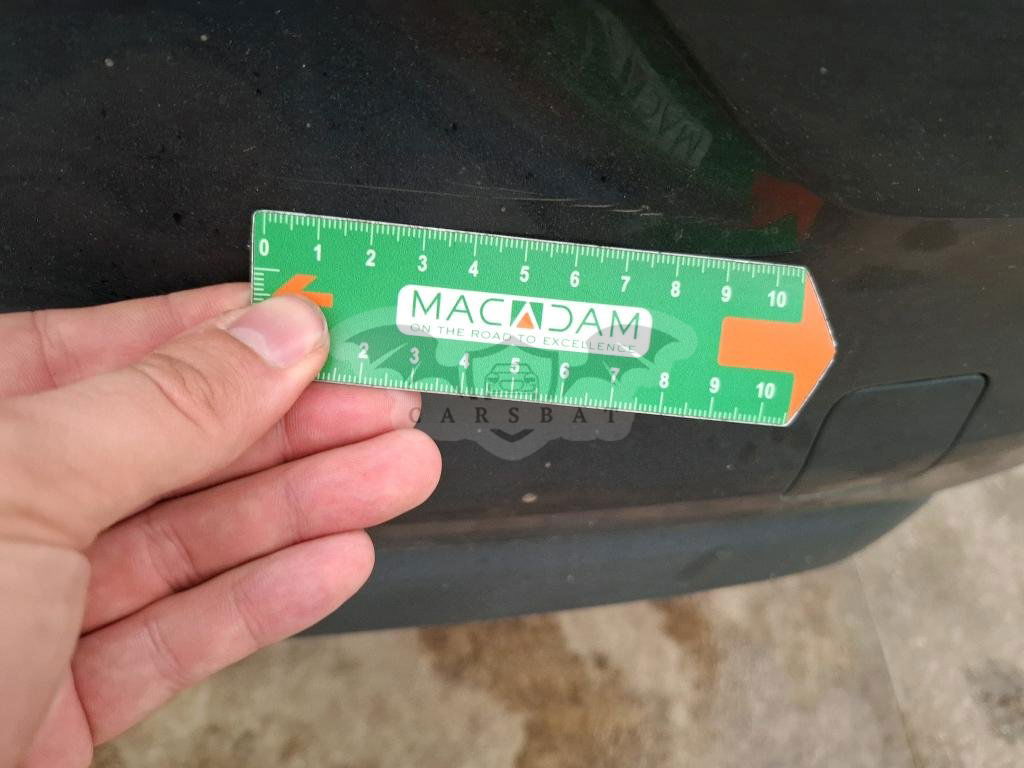 0 1 2 3 4 5 6 7 8 9 10
MACADAM
ON THE ROAD TO EXCELLENCE
2 3 4 5 6 7 8 9 10
CARSBAT